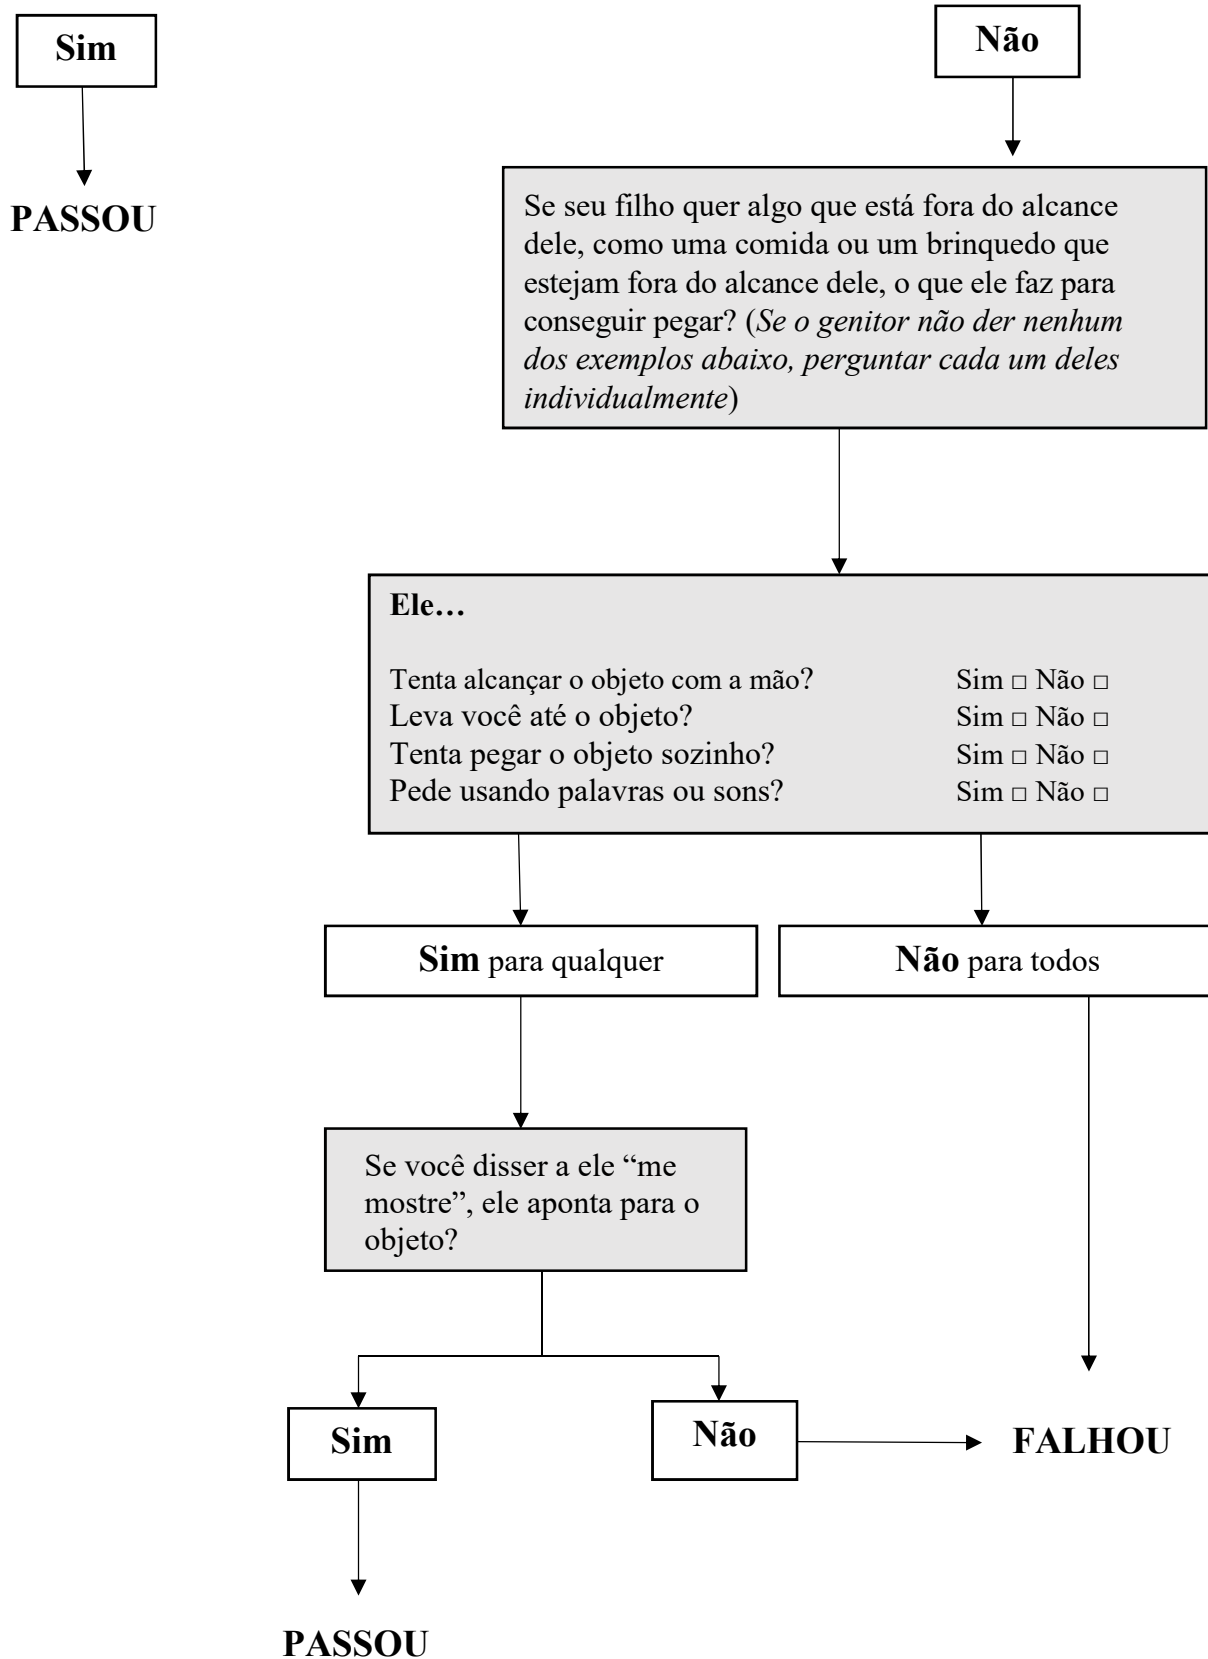 Sim
Não
PASSOU
Se seu filho quer algo que está fora do alcance
dele, como uma comida ou um brinquedo que
estejam fora do alcance dele, o que ele faz para
conseguir pegar? (Se o genitor não der nenhum
dos exemplos abaixo, perguntar cada um deles
individualmente)
Ele…
Tenta alcançar o objeto com a mão? Sim □ Não □
Leva você até o objeto? Sim □ Não □
Tenta pegar o objeto sozinho? Sim □ Não □
Pede usando palavras ou sons? Sim □ Não □
Sim para qualquer
Não para todos
Se você disser a ele “me
mostre”, ele aponta para o
objeto?
Sim
Não
FALHOU
PASSOU